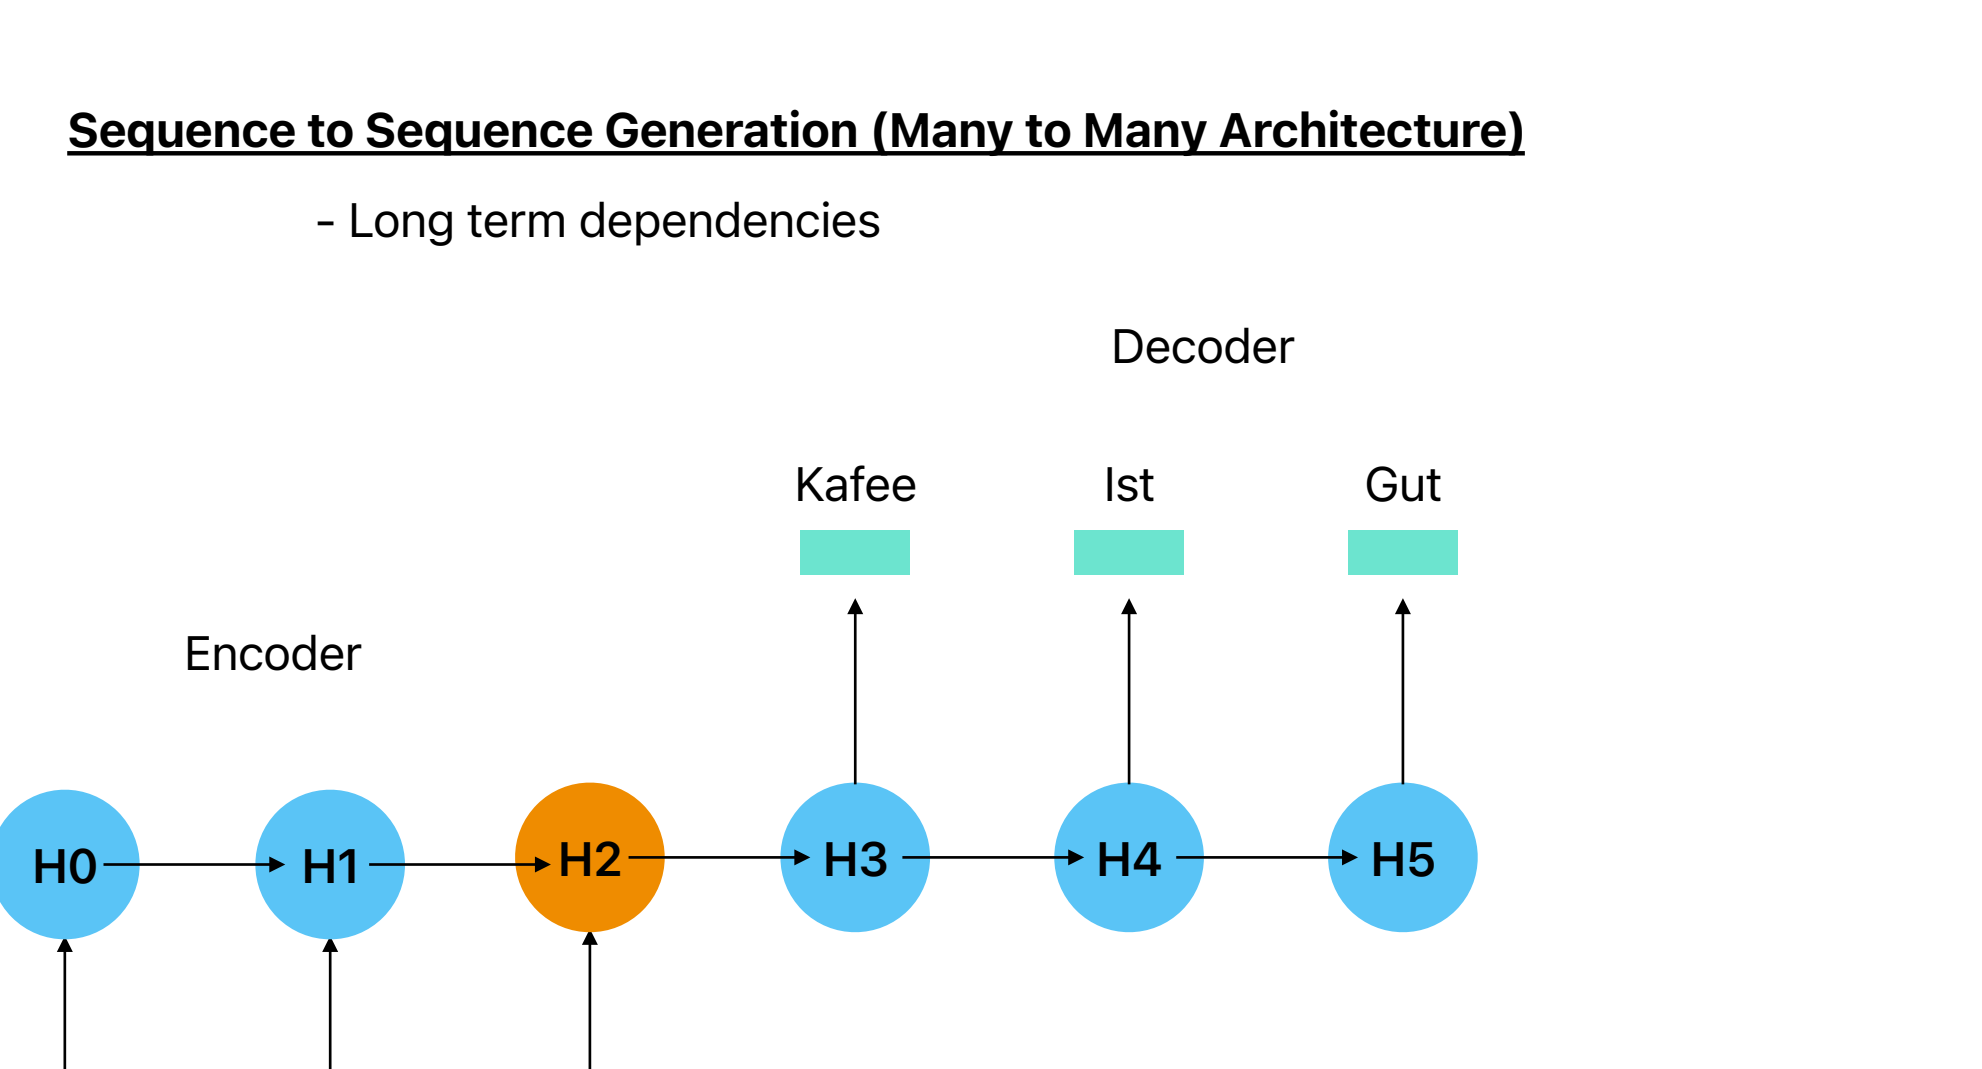 Sequence to Sequence Generation (Many to Many Architecture)
- Long term dependencies
Decoder
Kafee Ist Gut
Encoder
H0 H1 H2 H3 H4 H5